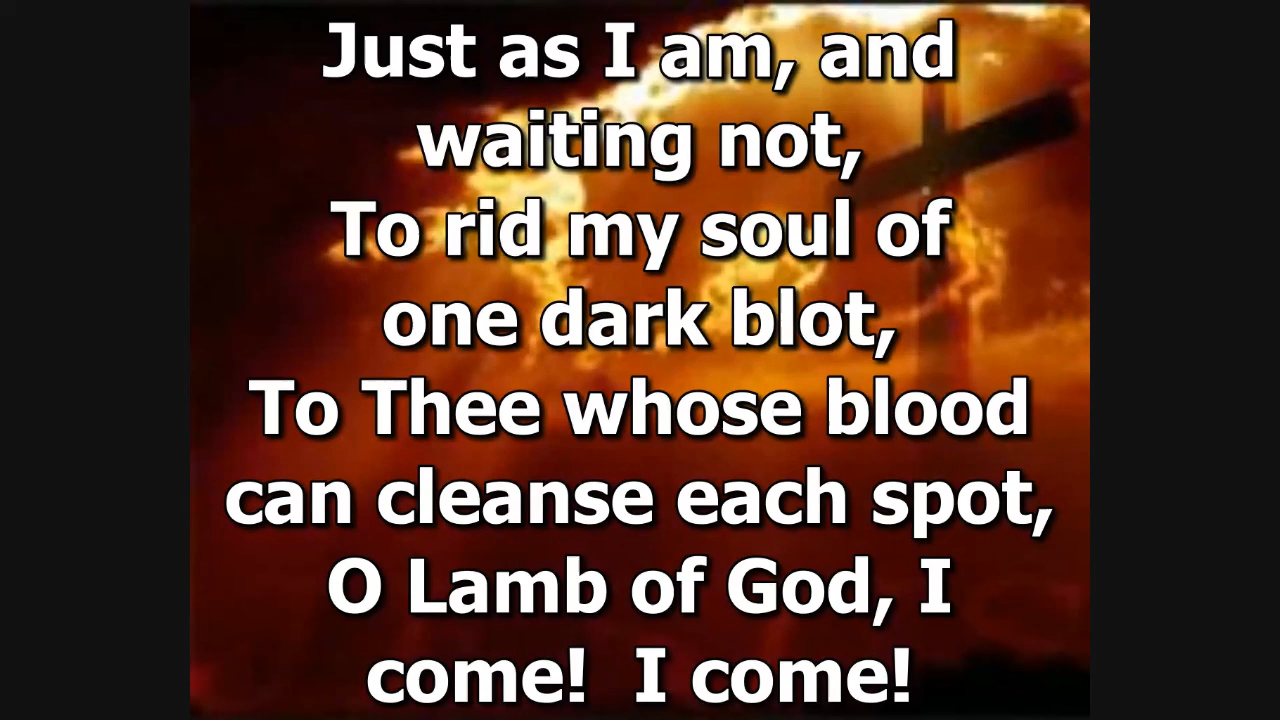 Just as I am, and
waiting not,
To rid my soul of
one dark blot,
To Thee whose blood
can cleanse each spot,
O Lamb of God, I
come!  I come!